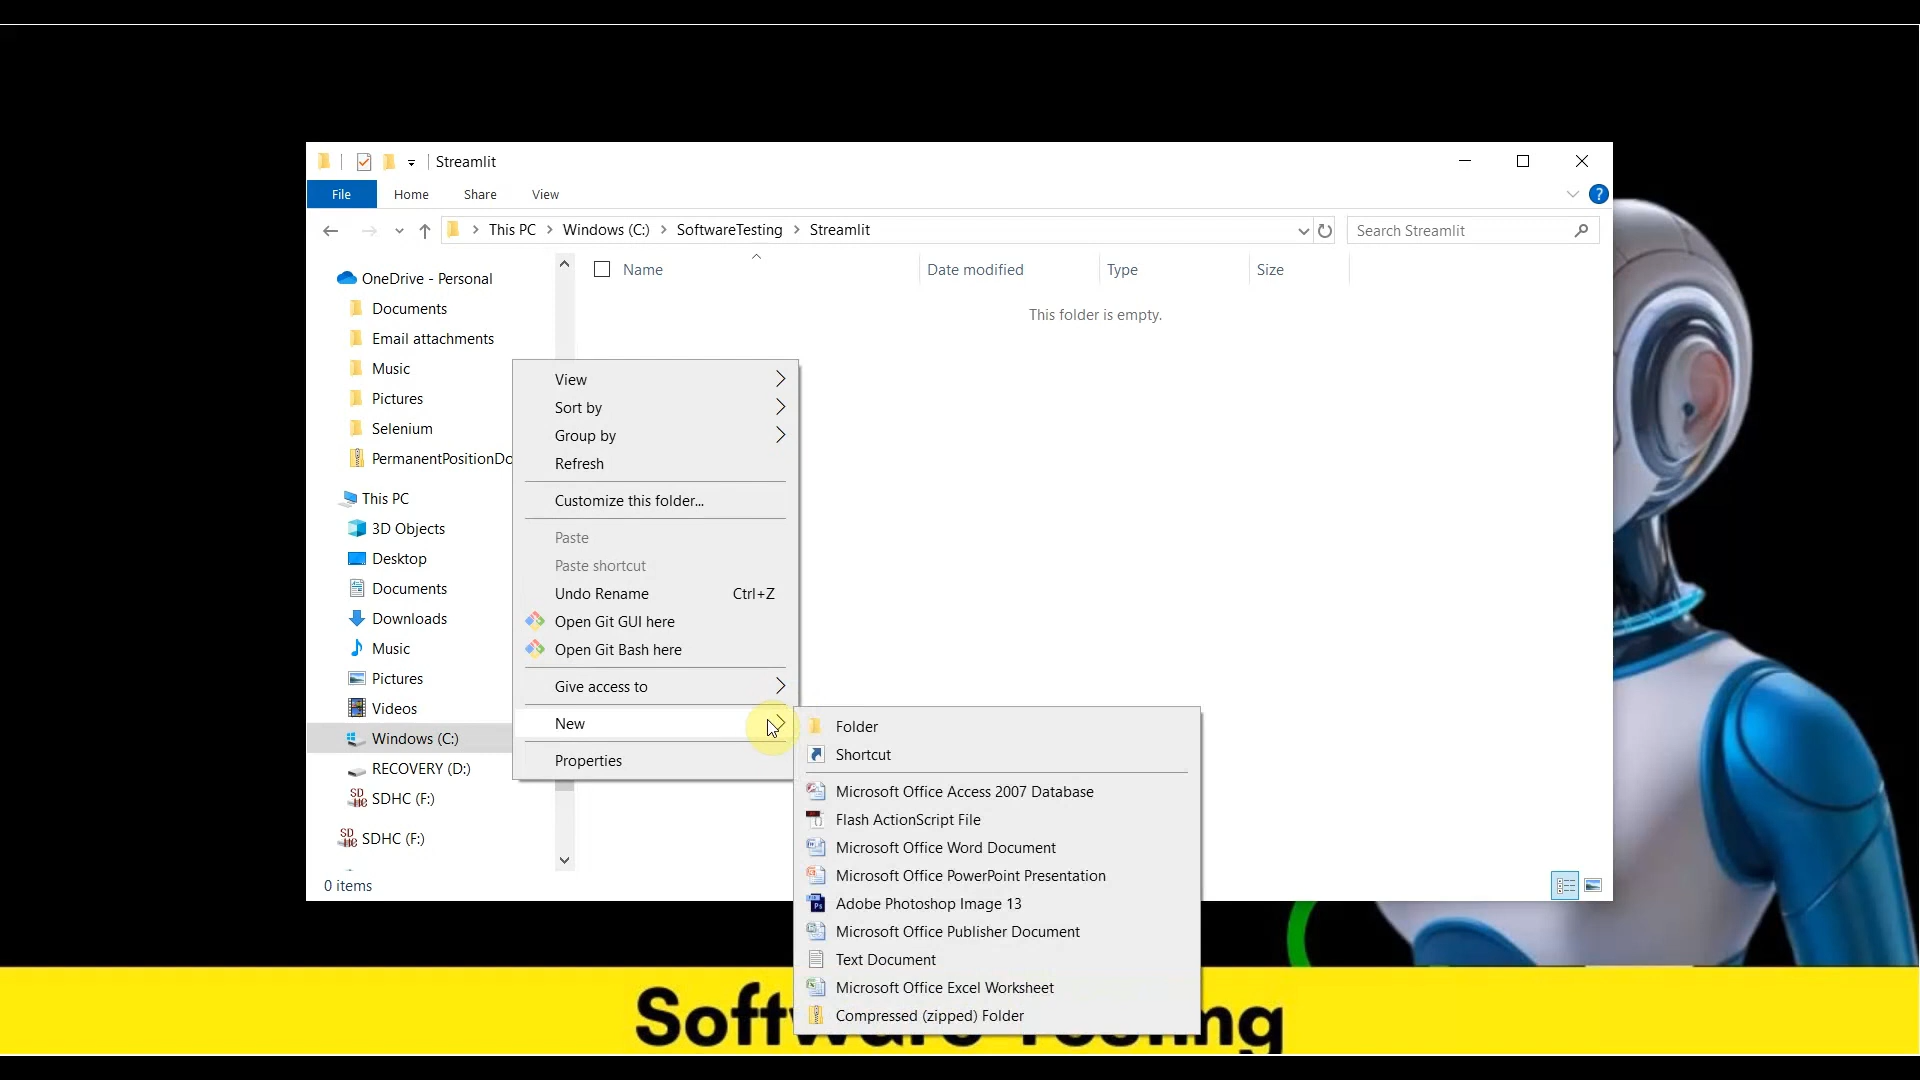 Streamlit
File Home Share View
This PC Windows (C:) SoftwareTesting Streamlit
Search Streamlit
Name Date modified Type Size
This folder is empty.
OneDrive - Personal
Documents
Email attachments
Music
Pictures
Selenium
PermanentPositionDo
This PC
3D Objects
Desktop
Documents
Downloads
Music
Pictures
Videos
Windows (C:)
RECOVERY (D:)
SDHC (F:)
SDHC (F:)
0 items
View
Sort by
Group by
Refresh
Customize this folder...
Paste
Paste shortcut
Undo Rename Ctrl+Z
Open Git GUI here
Open Git Bash here
Give access to
New
Properties
Folder
Shortcut
Microsoft Office Access 2007 Database
Flash ActionScript File
Microsoft Office Word Document
Microsoft Office PowerPoint Presentation
Adobe Photoshop Image 13
Microsoft Office Publisher Document
Text Document
Microsoft Office Excel Worksheet
Compressed (zipped) Folder
Software Testing